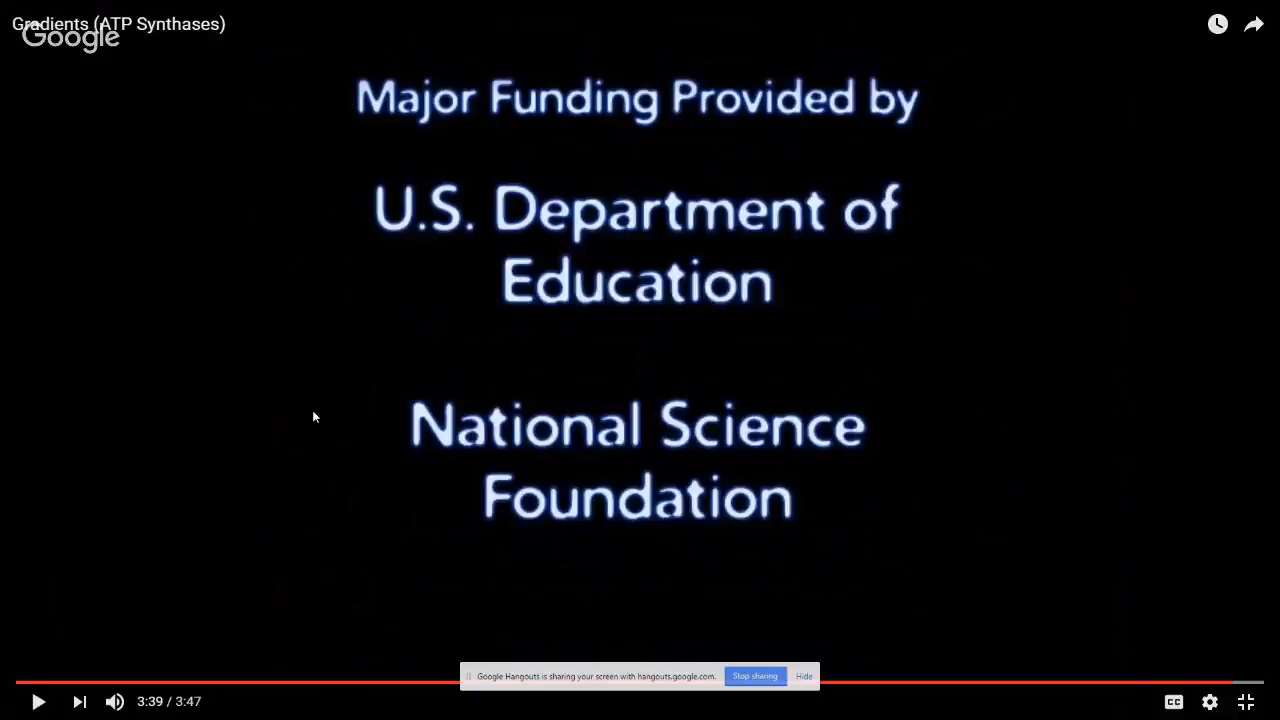 Gradients (ATP Synthases)
Google
Major Funding Provided by
U.S. Department of
Education
National Science
Foundation
Google Hangouts is sharing your screen with hangouts.google.com.
Stop sharing
Hide
3:39 / 3:47
CC